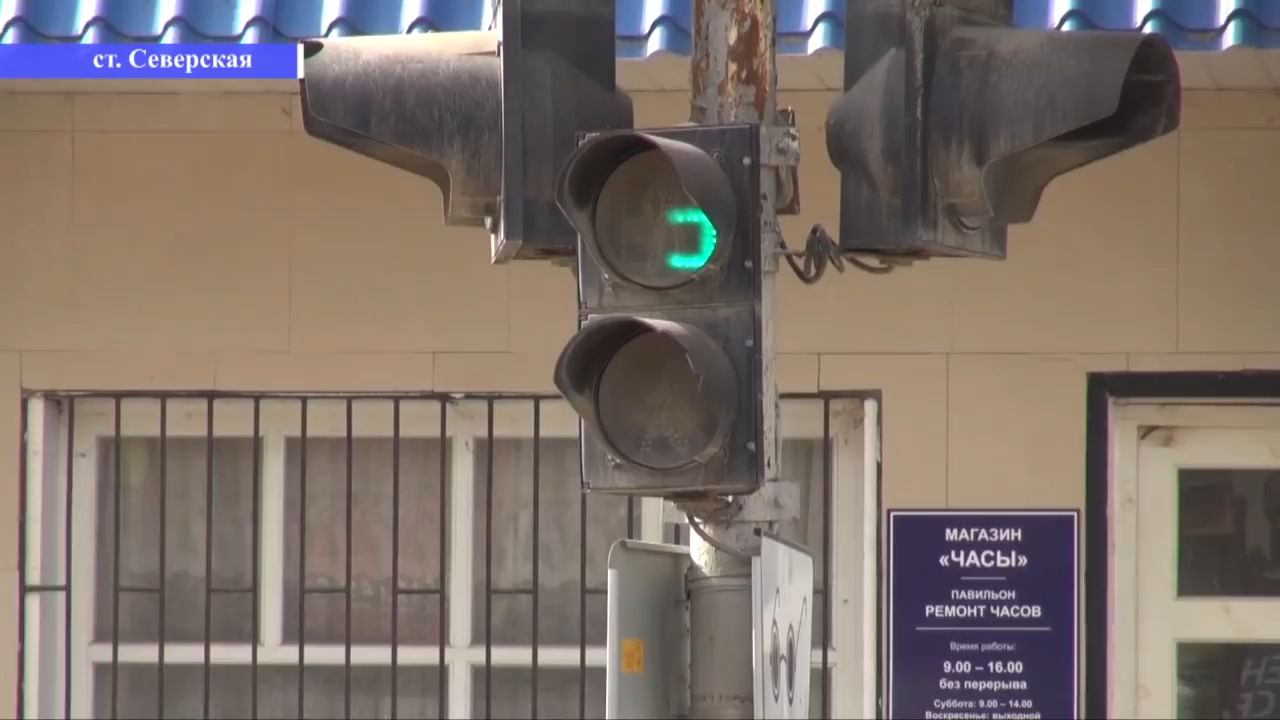 ст. Северская
МАГАЗИН
«ЧАСЫ»
ПАВИЛЬОН
РЕМОНТ ЧАСОВ
Время работы:
9.00 – 16.00
без перерыва
Суббота: 9.00 – 14.00
Воскресенье: выходной